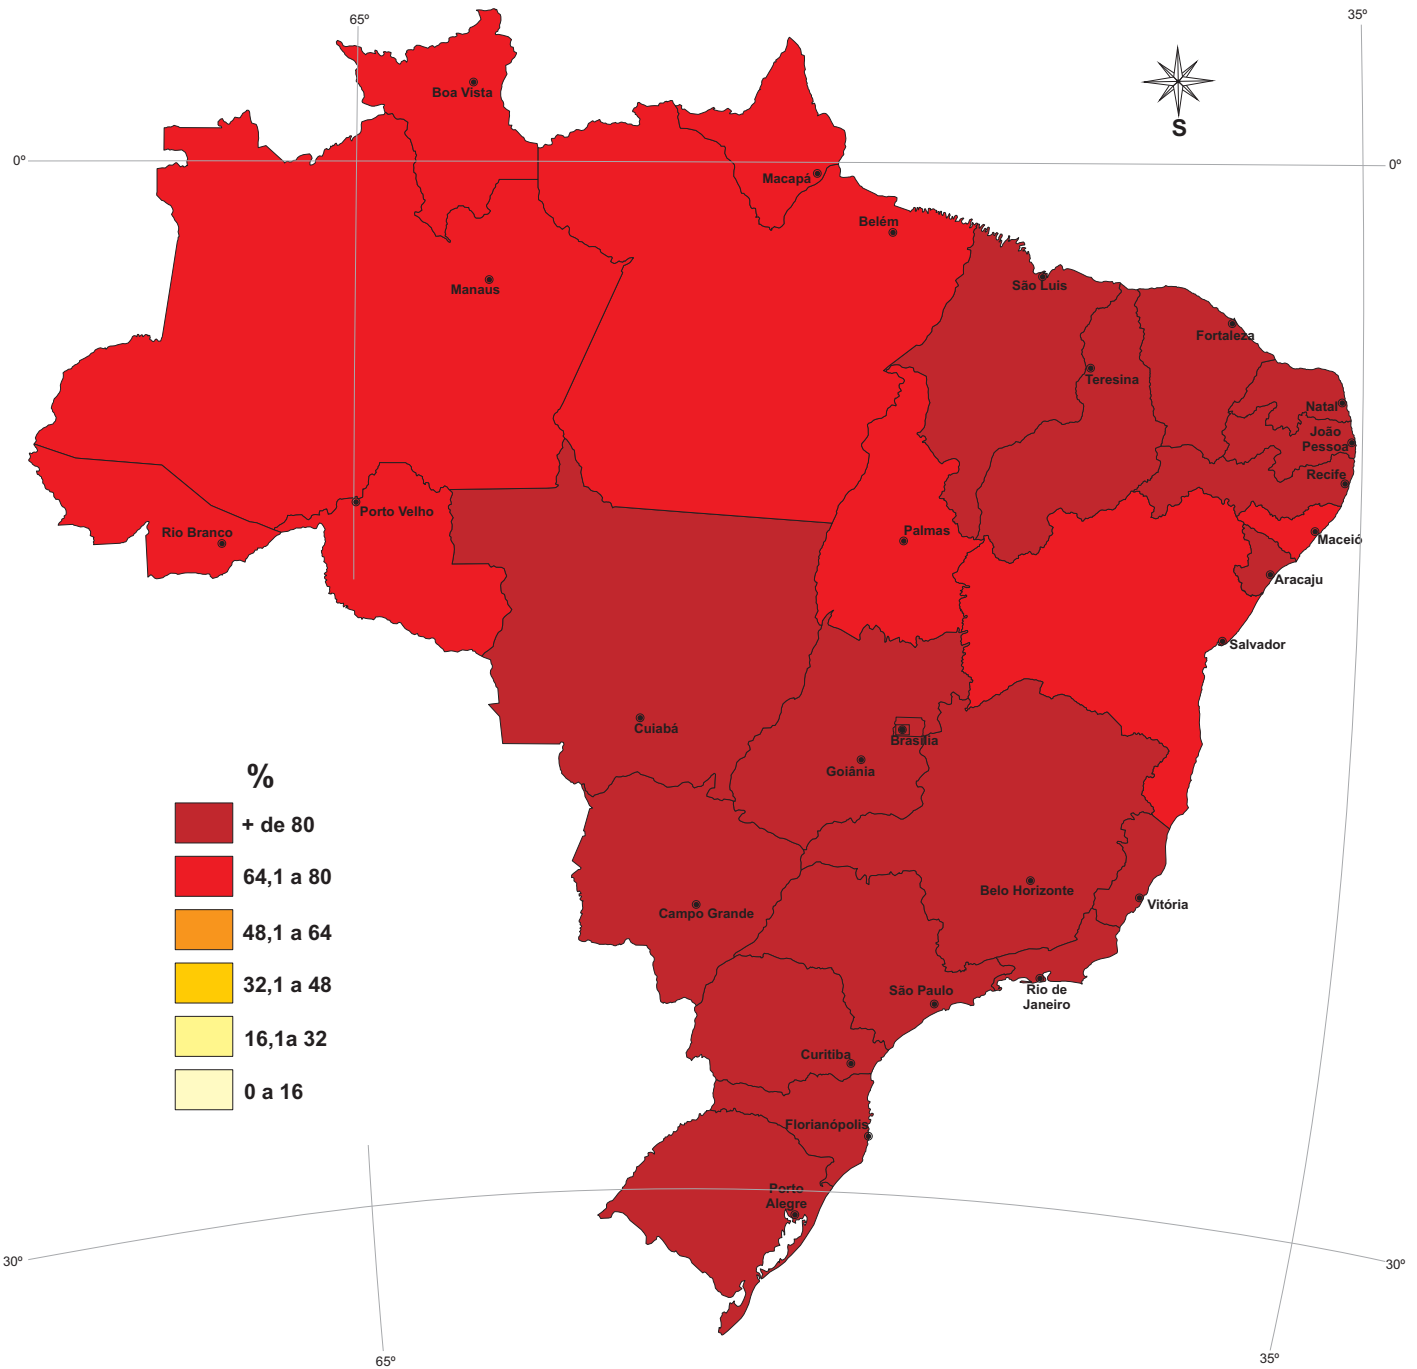 65º
35º
Boa Vista
S
0º
0º
Macapá
Belém
Manaus
São Luis
Fortaleza
Teresina
Natal
João
Pessoa
Recife
Porto Velho
Rio Branco
Palmas
Maceió
Aracaju
Salvador
Cuiabá
Brasília
Goiânia
%
+ de 80
64,1 a 80
48,1 a 64
32,1 a 48
16,1a 32
0 a 16
Belo Horizonte
Campo Grande
Vitória
São Paulo
Rio de
Janeiro
Curitiba
Florianópolis
Porto
Alegre
30º
30º
65º
35º